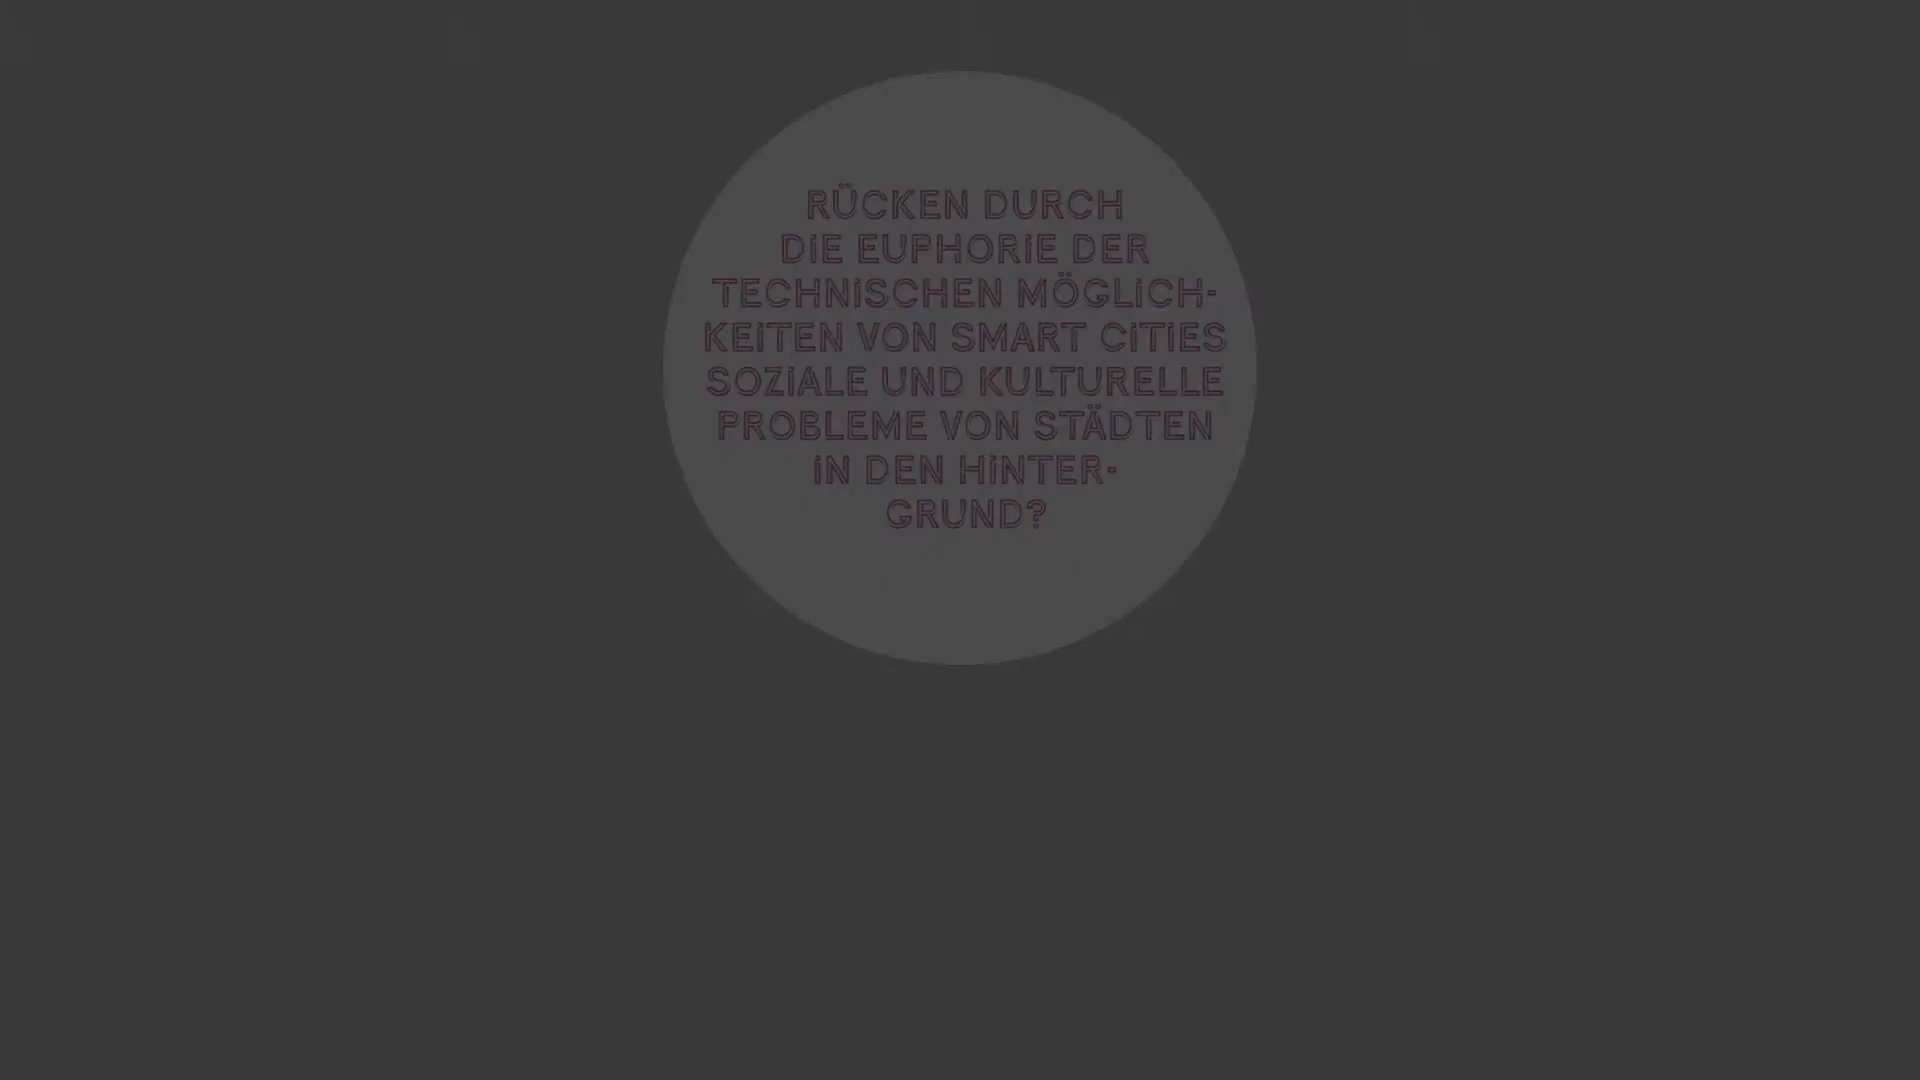 RÜCKEN DURCH
DiE EUPHORiE DER
TECHNiSCHEN MÖGLiCH-
KEiTEN VON SMART CiTiES
SOZiALE UND KULTURELLE
PROBLEME VON STÄDTEN
iN DEN HiNTER-
GRUND?